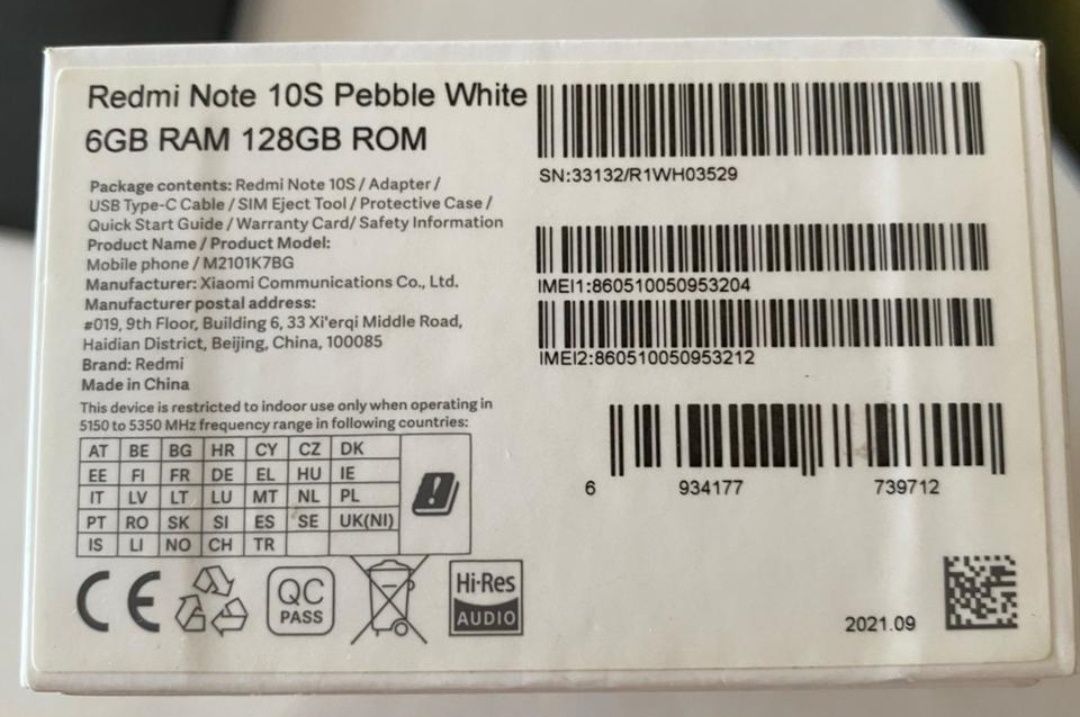 Redmi Note 10S Pebble White
6GB RAM 128GB ROM
Package contents: Redmi Note 10S / Adapter /
USB Type-C Cable / SIM Eject Tool / Protective Case /
Quick Start Guide / Warranty Card/ Safety Information
Product Name / Product Model:
Mobile phone / M2101K7BG
Manufacturer: Xiaomi Communications Co., Ltd.
Manufacturer postal address:
#019, 9th Floor, Building 6, 33 Xi'erqi Middle Road,
Haidian District, Beijing, China, 100085
Brand: Redmi
Made in China
This device is restricted to indoor use only when operating in
5150 to 5350 MHz frequency range in following countries:
AT BE BG HR CY CZ DK
EE FI FR DE EL HU IE
IT LV LT LU MT NL PL
PT RO SK SI ES SE UK(NI)
IS LI NO CH TR
CE
QC
PASS
Hi-Res
AUDIO
SN:33132/R1WH03529
IMEI1:860510050953204
IMEI2:860510050953212
6 934177 739712
2021.09